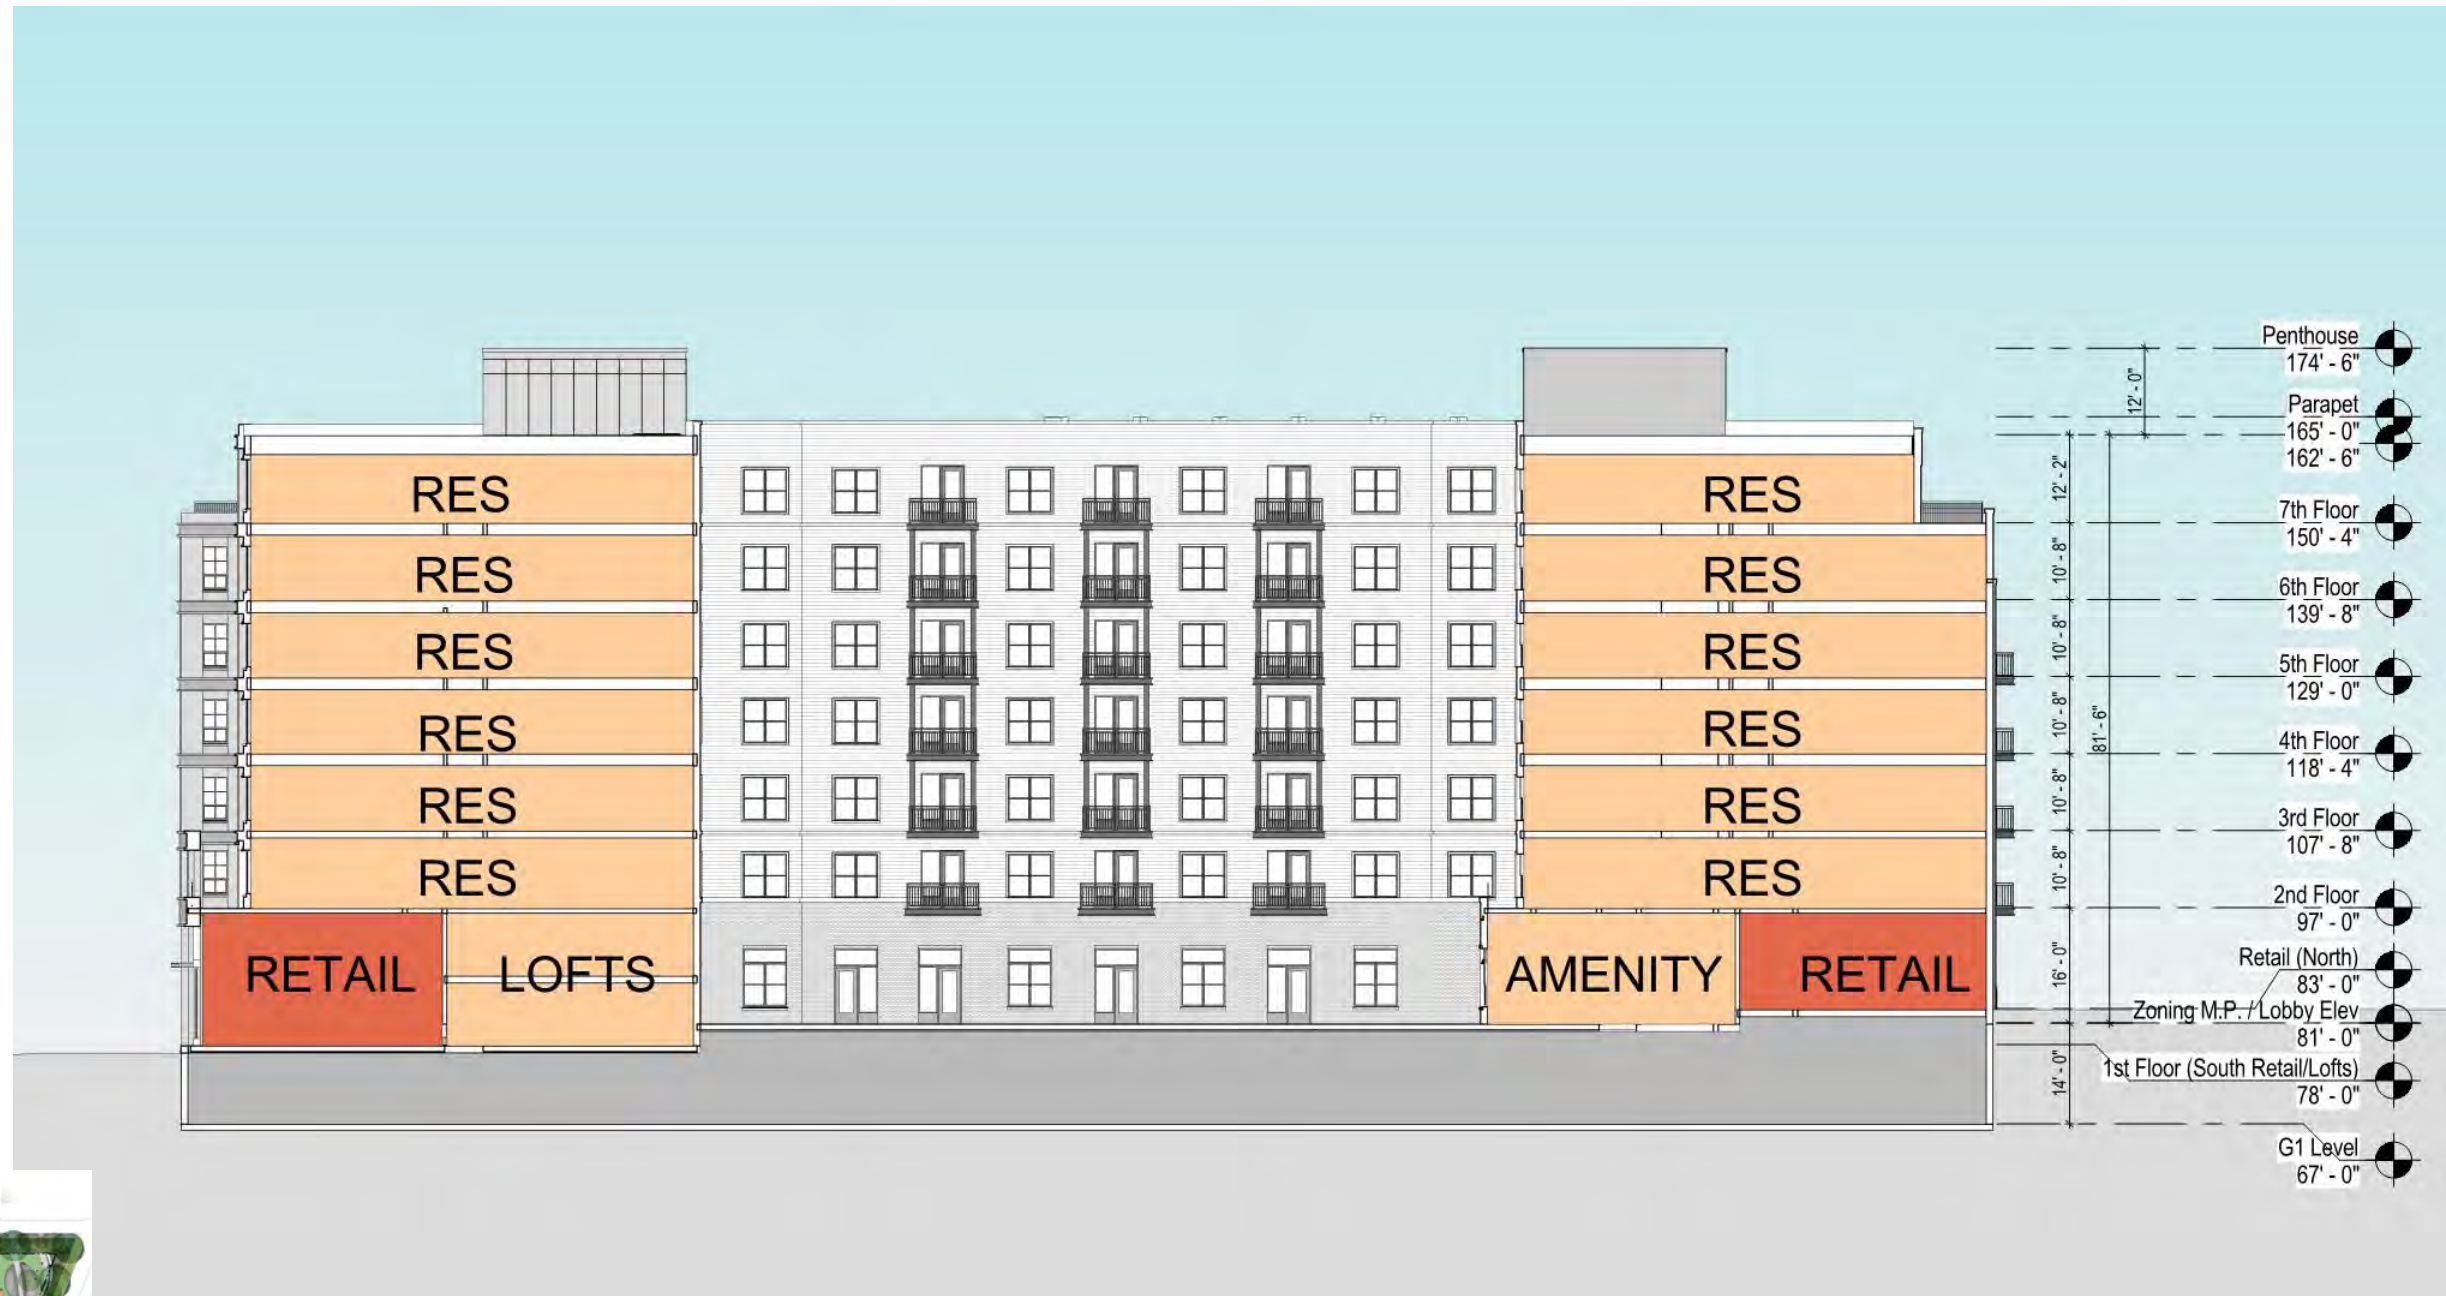 Penthouse
174' - 6"
12' - 0"
Parapet
165' - 0"
162' - 6"
RES
RES
12' - 2"
7th Floor
150' - 4"
RES
RES
10' - 8"
6th Floor
139' - 8"
RES
RES
10' - 8"
5th Floor
129' - 0"
RES
RES
10' - 8"
81' - 6"
4th Floor
118' - 4"
RES
RES
10' - 8"
3rd Floor
107' - 8"
RES
RES
10' - 8"
2nd Floor
97' - 0"
RETAIL
LOFTS
AMENITY
RETAIL
16' - 0"
Retail (North)
83' - 0"
Zoning M.P. / Lobby Elev
81' - 0"
14' - 0"
1st Floor (South Retail/Lofts)
78' - 0"
G1 Level
67' - 0"